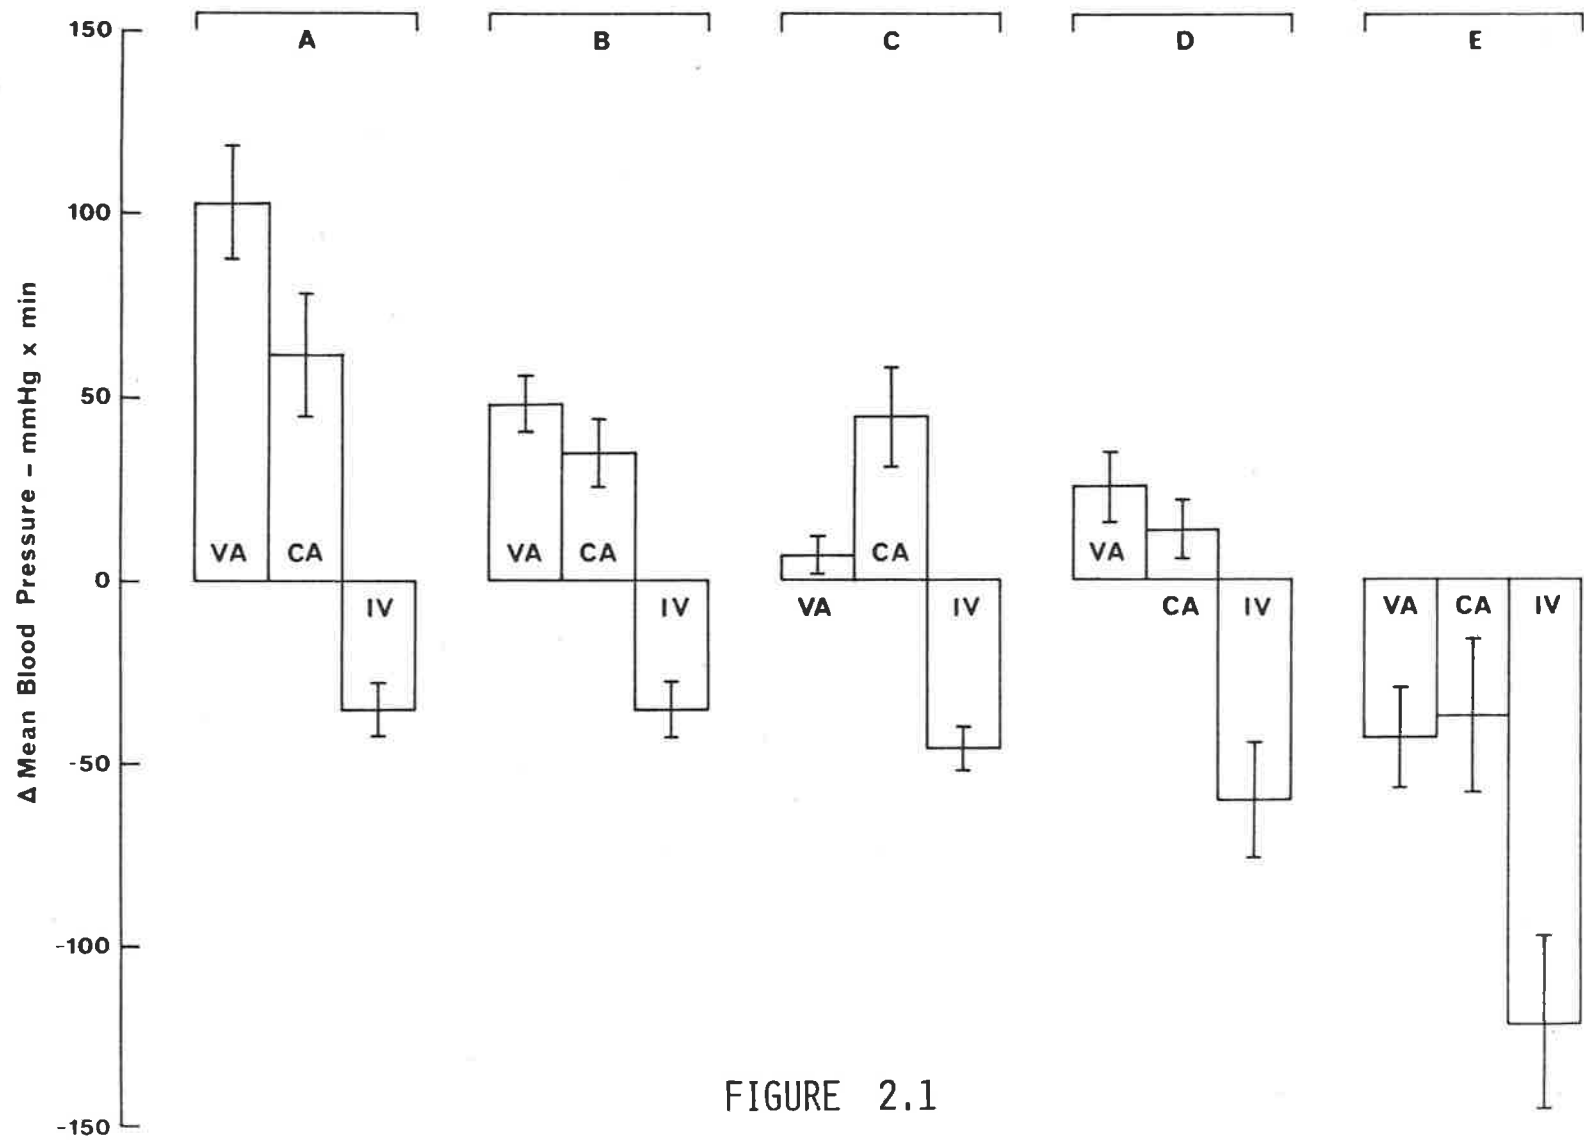 A B C D E
150
100
50
0
-50
-100
-150
Δ Mean Blood Pressure - mmHg x min
VA CA IV
VA CA IV
VA CA IV
VA CA IV
VA CA IV
FIGURE 2.1